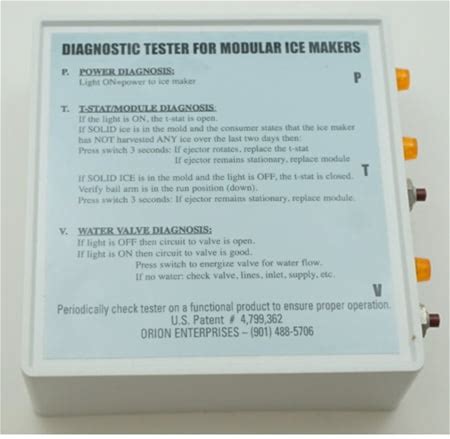 DIAGNOSTIC TESTER FOR MODULAR ICE MAKERS
P. POWER DIAGNOSIS:
Light ON=power to ice maker
P
T. T-STAT/MODULE DIAGNOSIS:
If the light is ON, the t-stat is open.
If SOLID ice is in the mold and the consumer states that the ice maker
has NOT harvested ANY ice over the last two days then:
Press switch 3 seconds: If ejector rotates, replace the t-stat
If ejector remains stationary, replace module
T
If SOLID ICE is in the mold and the light is OFF, the t-stat is closed.
Verify bail arm is in the run position (down).
Press switch 3 seconds: If ejector remains stationary, replace module.
V. WATER VALVE DIAGNOSIS:
If light is OFF then circuit to valve is open.
If light is ON then circuit to valve is good.
Press switch to energize valve for water flow.
If no water: check valve, lines, inlet, supply, etc.
V
Periodically check tester on a functional product to ensure proper operation.
U.S. Patent # 4,799,362
ORION ENTERPRISES – (901) 488-5706